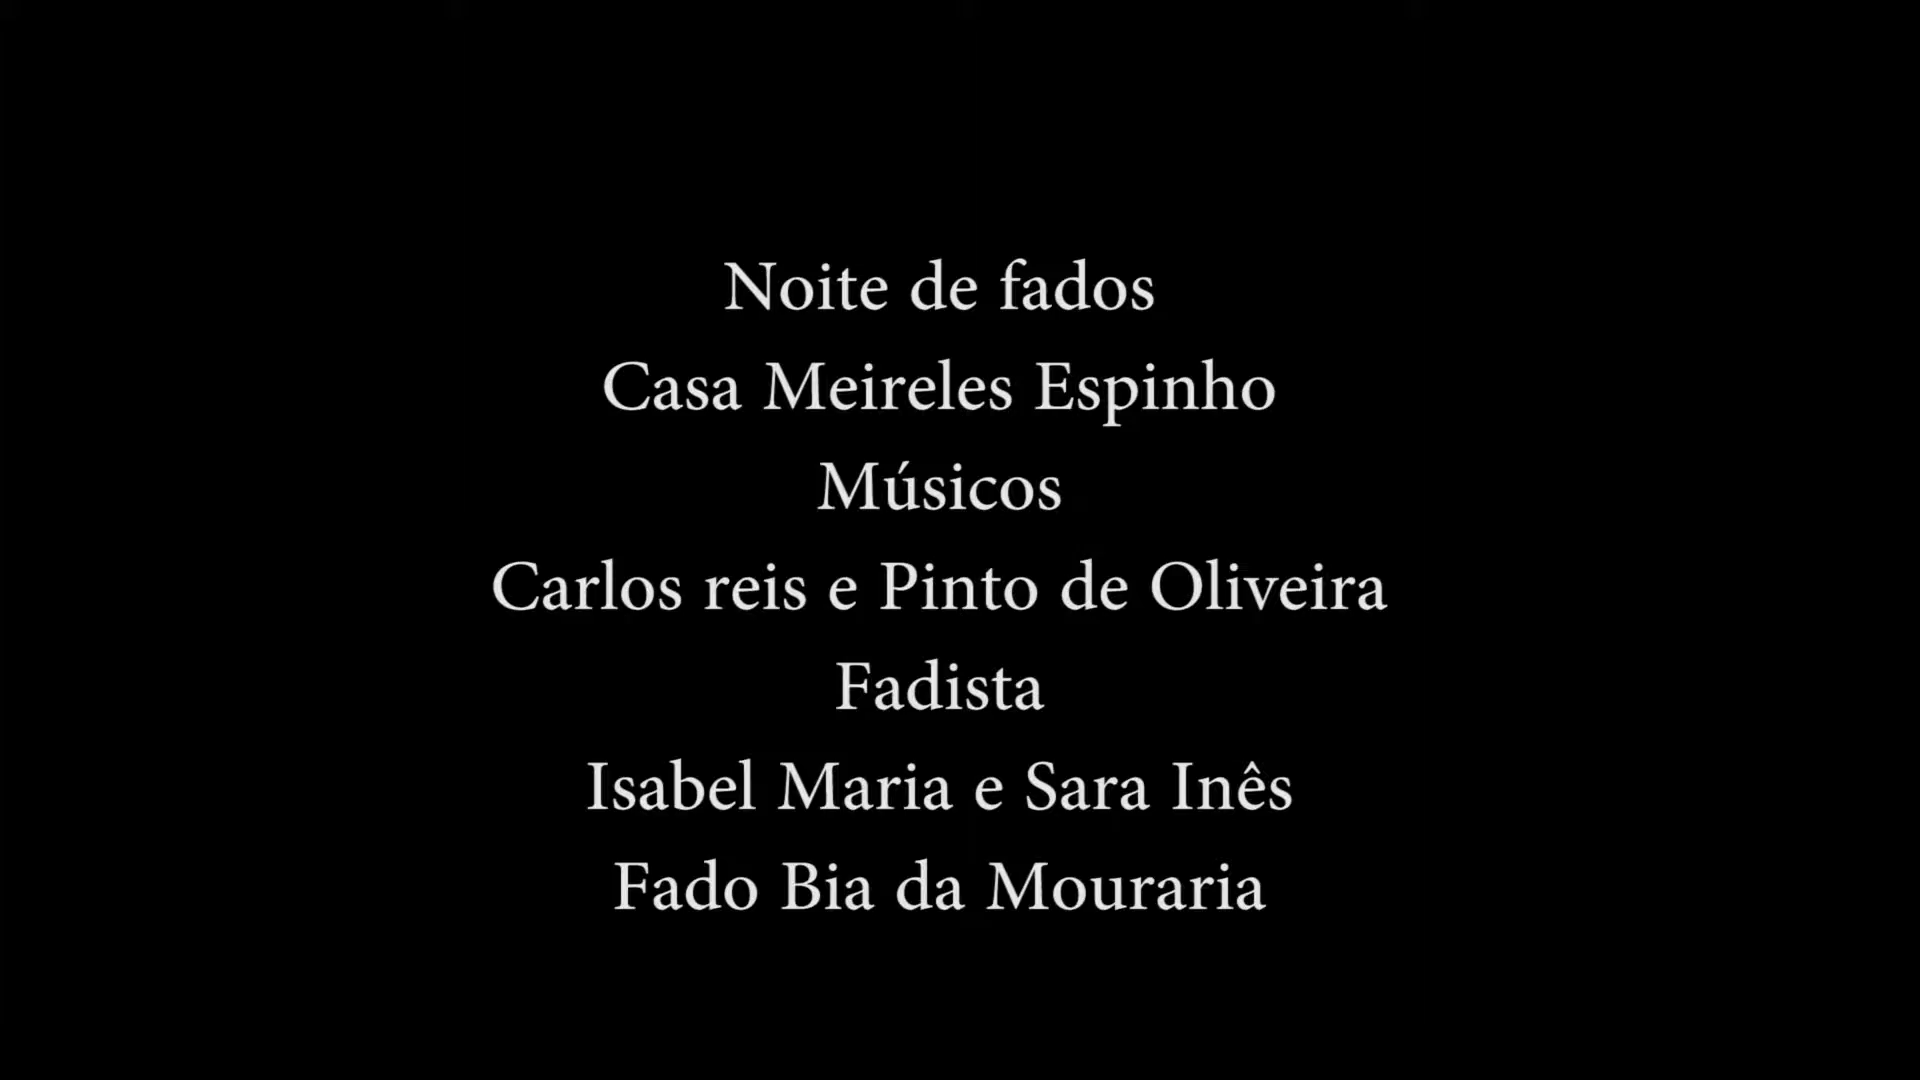 Noite de fados
Casa Meireles Espinho
Músicos
Carlos reis e Pinto de Oliveira
Fadista
Isabel Maria e Sara Inês
Fado Bia da Mouraria